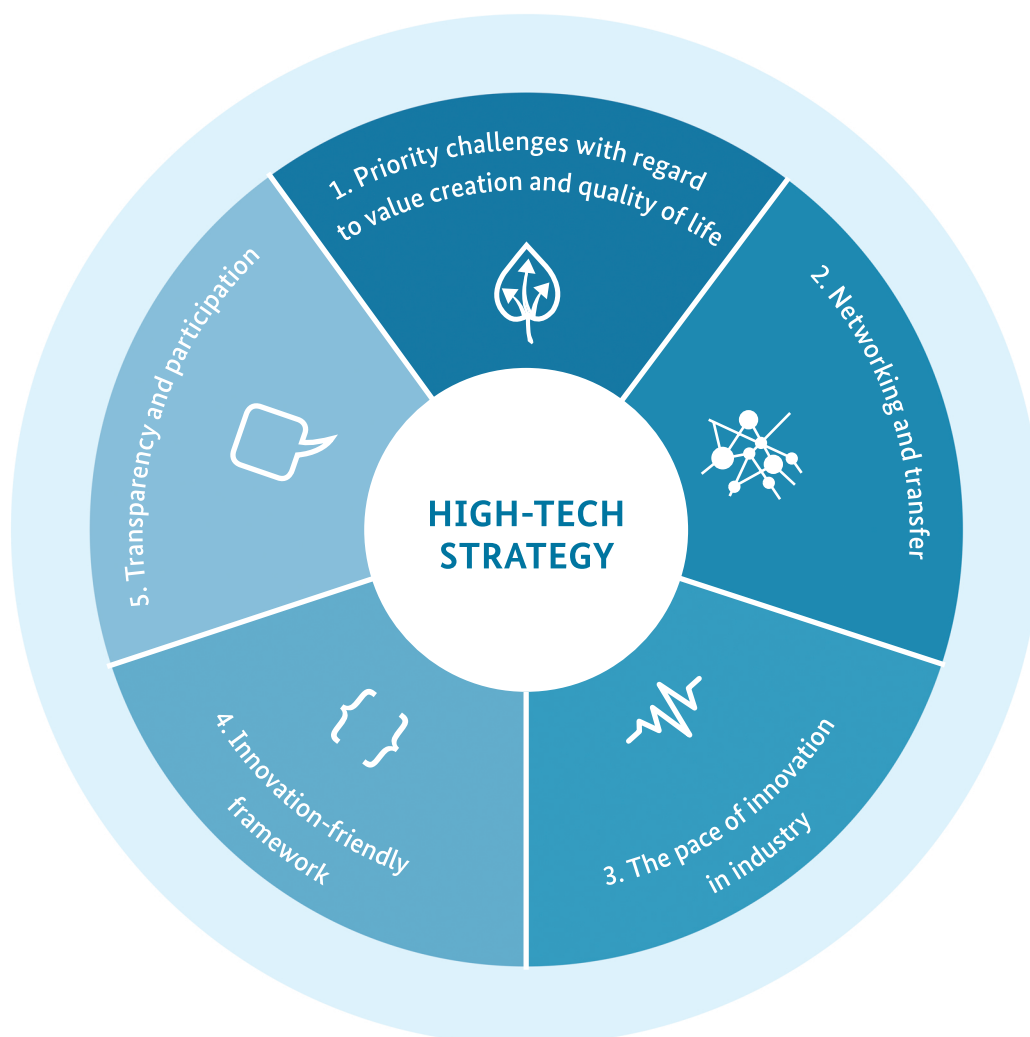 1. Priority challenges with regard
to value creation and quality of life
2. Networking and transfer
3. The pace of innovation
in industry
4. Innovation-friendly
framework
5. Transparency and participation
HIGH-TECH
STRATEGY